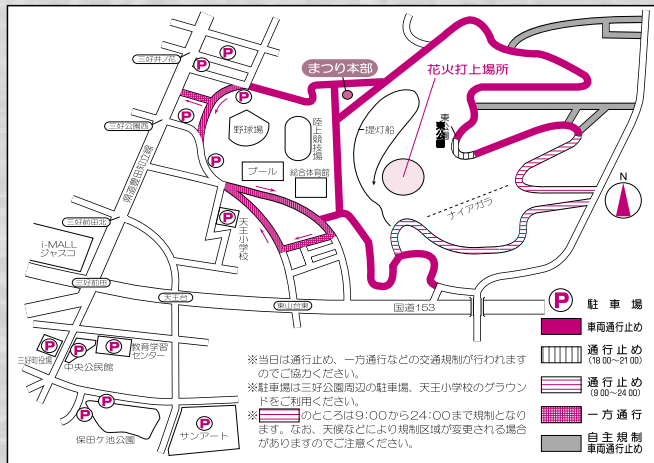 三好井ノ花
まつり本部
花火打上場所
三好公園西
野球場
陸上競技場
提灯船
東公園
県道豊田知立線
プール
総合体育館
N
ナイアガラ
三好前田北
天王小学校
i-MALL
ジャスコ
三好前田
天王台
東山台東
国道153
P 駐車場
車両通行止め
通行止め
(18:00~21:00)
通行止め
(9:00~24:00)
一方通行
自主規制
車両通行止め
三好町役場
中央公民館
教育学習
センター
保田ケ池公園
サンアート
※当日は通行止め、一方通行などの交通規制が行われます
のでご協力ください。
※駐車場は三好公園周辺の駐車場、天王小学校のグラウン
ドをご利用ください。
※のところは9:00から24:00まで規制となり
ます。なお、天候などにより規制区域が変更される場合
がありますのでご注意ください。